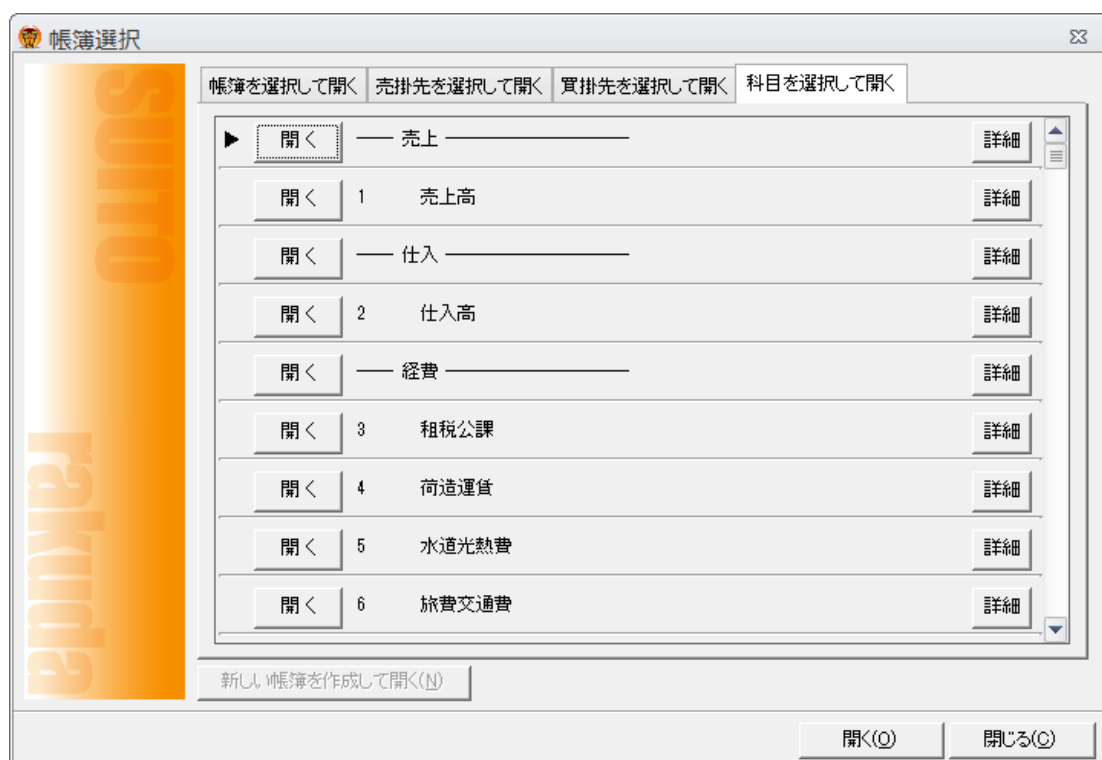 帳簿選択
SUITO
rakuda
帳簿を選択して開く 売掛先を選択して開く 買掛先を選択して開く 科目を選択して開く
開く ── 売上 ────────── 詳細
開く 1 売上高 詳細
開く ── 仕入 ────────── 詳細
開く 2 仕入高 詳細
開く ── 経費 ────────── 詳細
開く 3 租税公課 詳細
開く 4 荷造運賃 詳細
開く 5 水道光熱費 詳細
開く 6 旅費交通費 詳細
新しい帳簿を作成して開く(N)
開く(O) 閉じる(C)